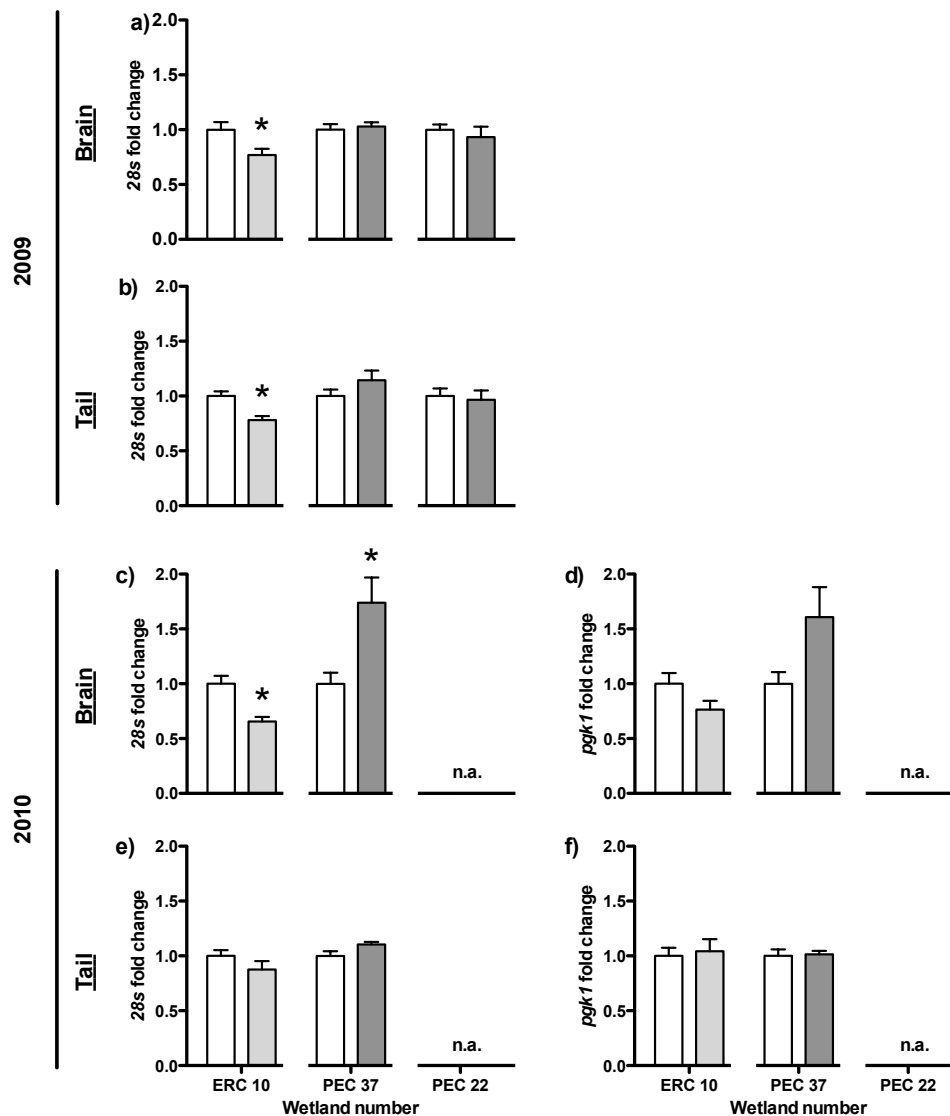 2009
Brain
a)
28s fold change
2.0
1.5
1.0
0.5
0.0
*
Tail
b)
28s fold change
2.0
1.5
1.0
0.5
0.0
*
2010
Brain
c)
28s fold change
2.0
1.5
1.0
0.5
0.0
*
*
n.a.
d)
pgk1 fold change
2.0
1.5
1.0
0.5
0.0
n.a.
Tail
e)
28s fold change
2.0
1.5
1.0
0.5
0.0
n.a.
ERC 10 PEC 37 PEC 22
Wetland number
f)
pgk1 fold change
2.0
1.5
1.0
0.5
0.0
n.a.
ERC 10 PEC 37 PEC 22
Wetland number